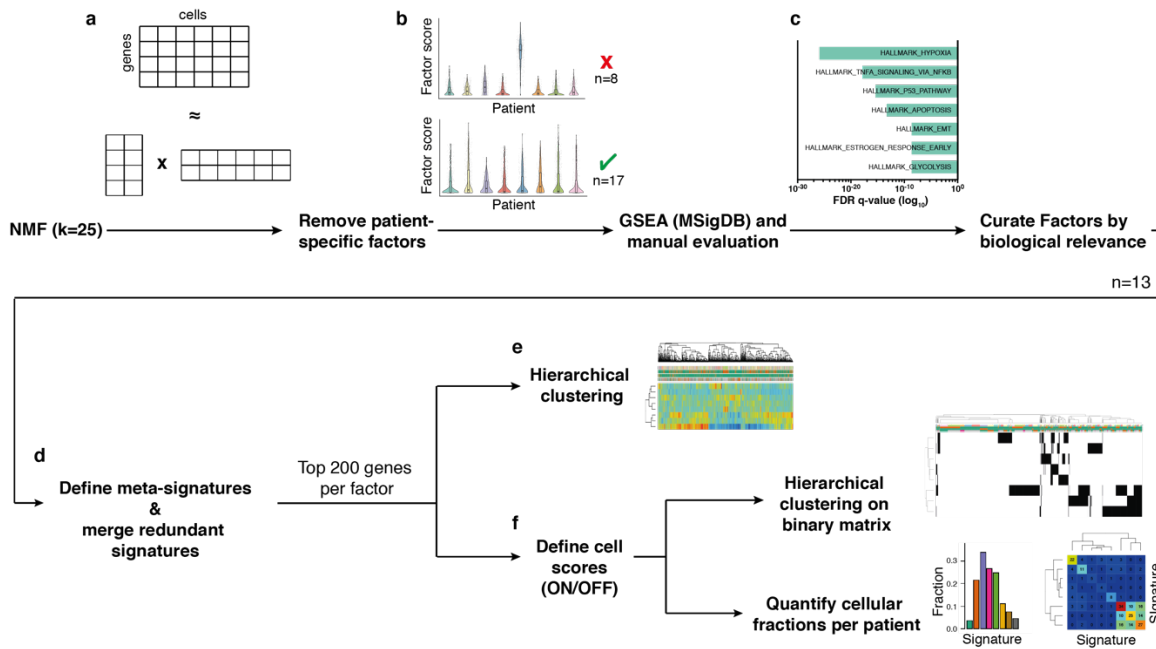 a
cells
genes
≈
x
NMF (k=25)
b
Factor score
Patient
x
n=8
Factor score
Patient
✓
n=17
Remove patient-
specific factors
c
HALLMARK_HYPOXIA
HALLMARK_TNFA_SIGNALING_VIA_NFKB
HALLMARK_P53_PATHWAY
HALLMARK_APOPTOSIS
HALLMARK_EMT
HALLMARK_ESTROGEN_RESPONSE_EARLY
HALLMARK_GLYCOLYSIS
10⁻³⁰ 10⁻²⁰ 10⁻¹⁰ 10⁰
FDR q-value (log₁₀)
GSEA (MSigDB) and
manual evaluation
Curate Factors by
biological relevance
n=13
d
Define meta-signatures
&
merge redundant
signatures
Top 200 genes
per factor
e
Hierarchical
clustering
f
Define cell
scores
(ON/OFF)
Hierarchical
clustering on
binary matrix
Quantify cellular
fractions per patient
Fraction
0.3
0.2
0.1
0.0
Signature
Signature
Signature